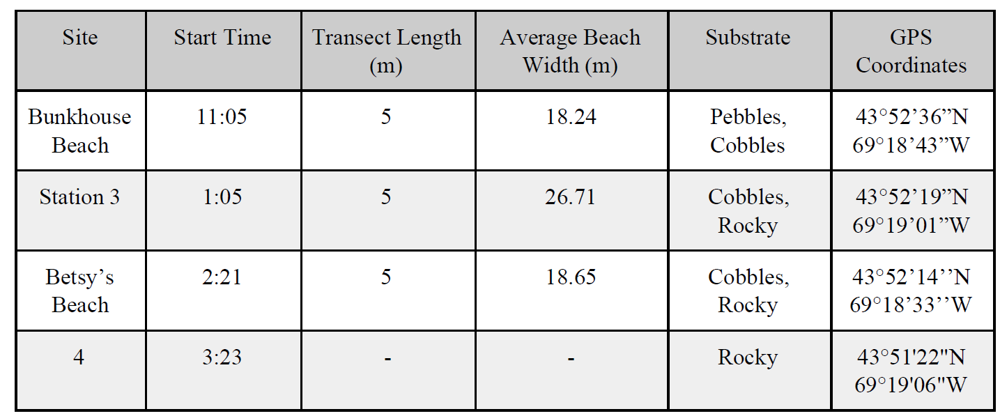 Site Start Time Transect Length (m) Average Beach Width (m) Substrate GPS Coordinates
Bunkhouse Beach 11:05 5 18.24 Pebbles, Cobbles 43°52’36”N 69°18’43”W
Station 3 1:05 5 26.71 Cobbles, Rocky 43°52’19”N 69°19’01”W
Betsy’s Beach 2:21 5 18.65 Cobbles, Rocky 43°52’14’’N 69°18’33’’W
4 3:23 - - Rocky 43°51'22"N 69°19'06"W